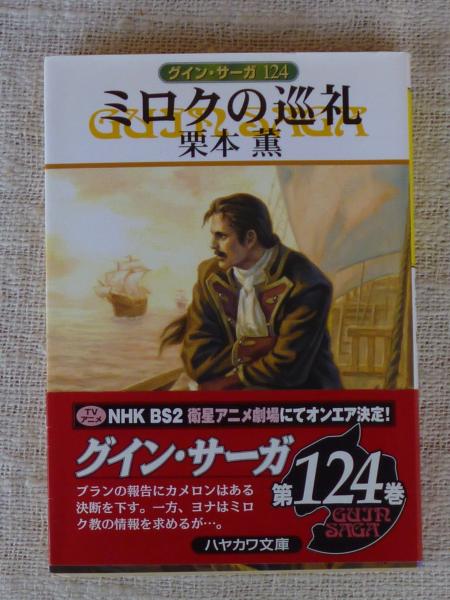 グイン・サーガ 124
ミロクの巡礼
GUIN SAGA
栗本 薫
TVアニメ
NHK BS2 衛星アニメ劇場にてオンエア決定!
グイン・サーガ
第124巻
GUIN
SAGA
ブランの報告にカメロンはある
決断を下す。一方、ヨナはミロ
ク教の情報を求めるが…。
ハヤカワ文庫